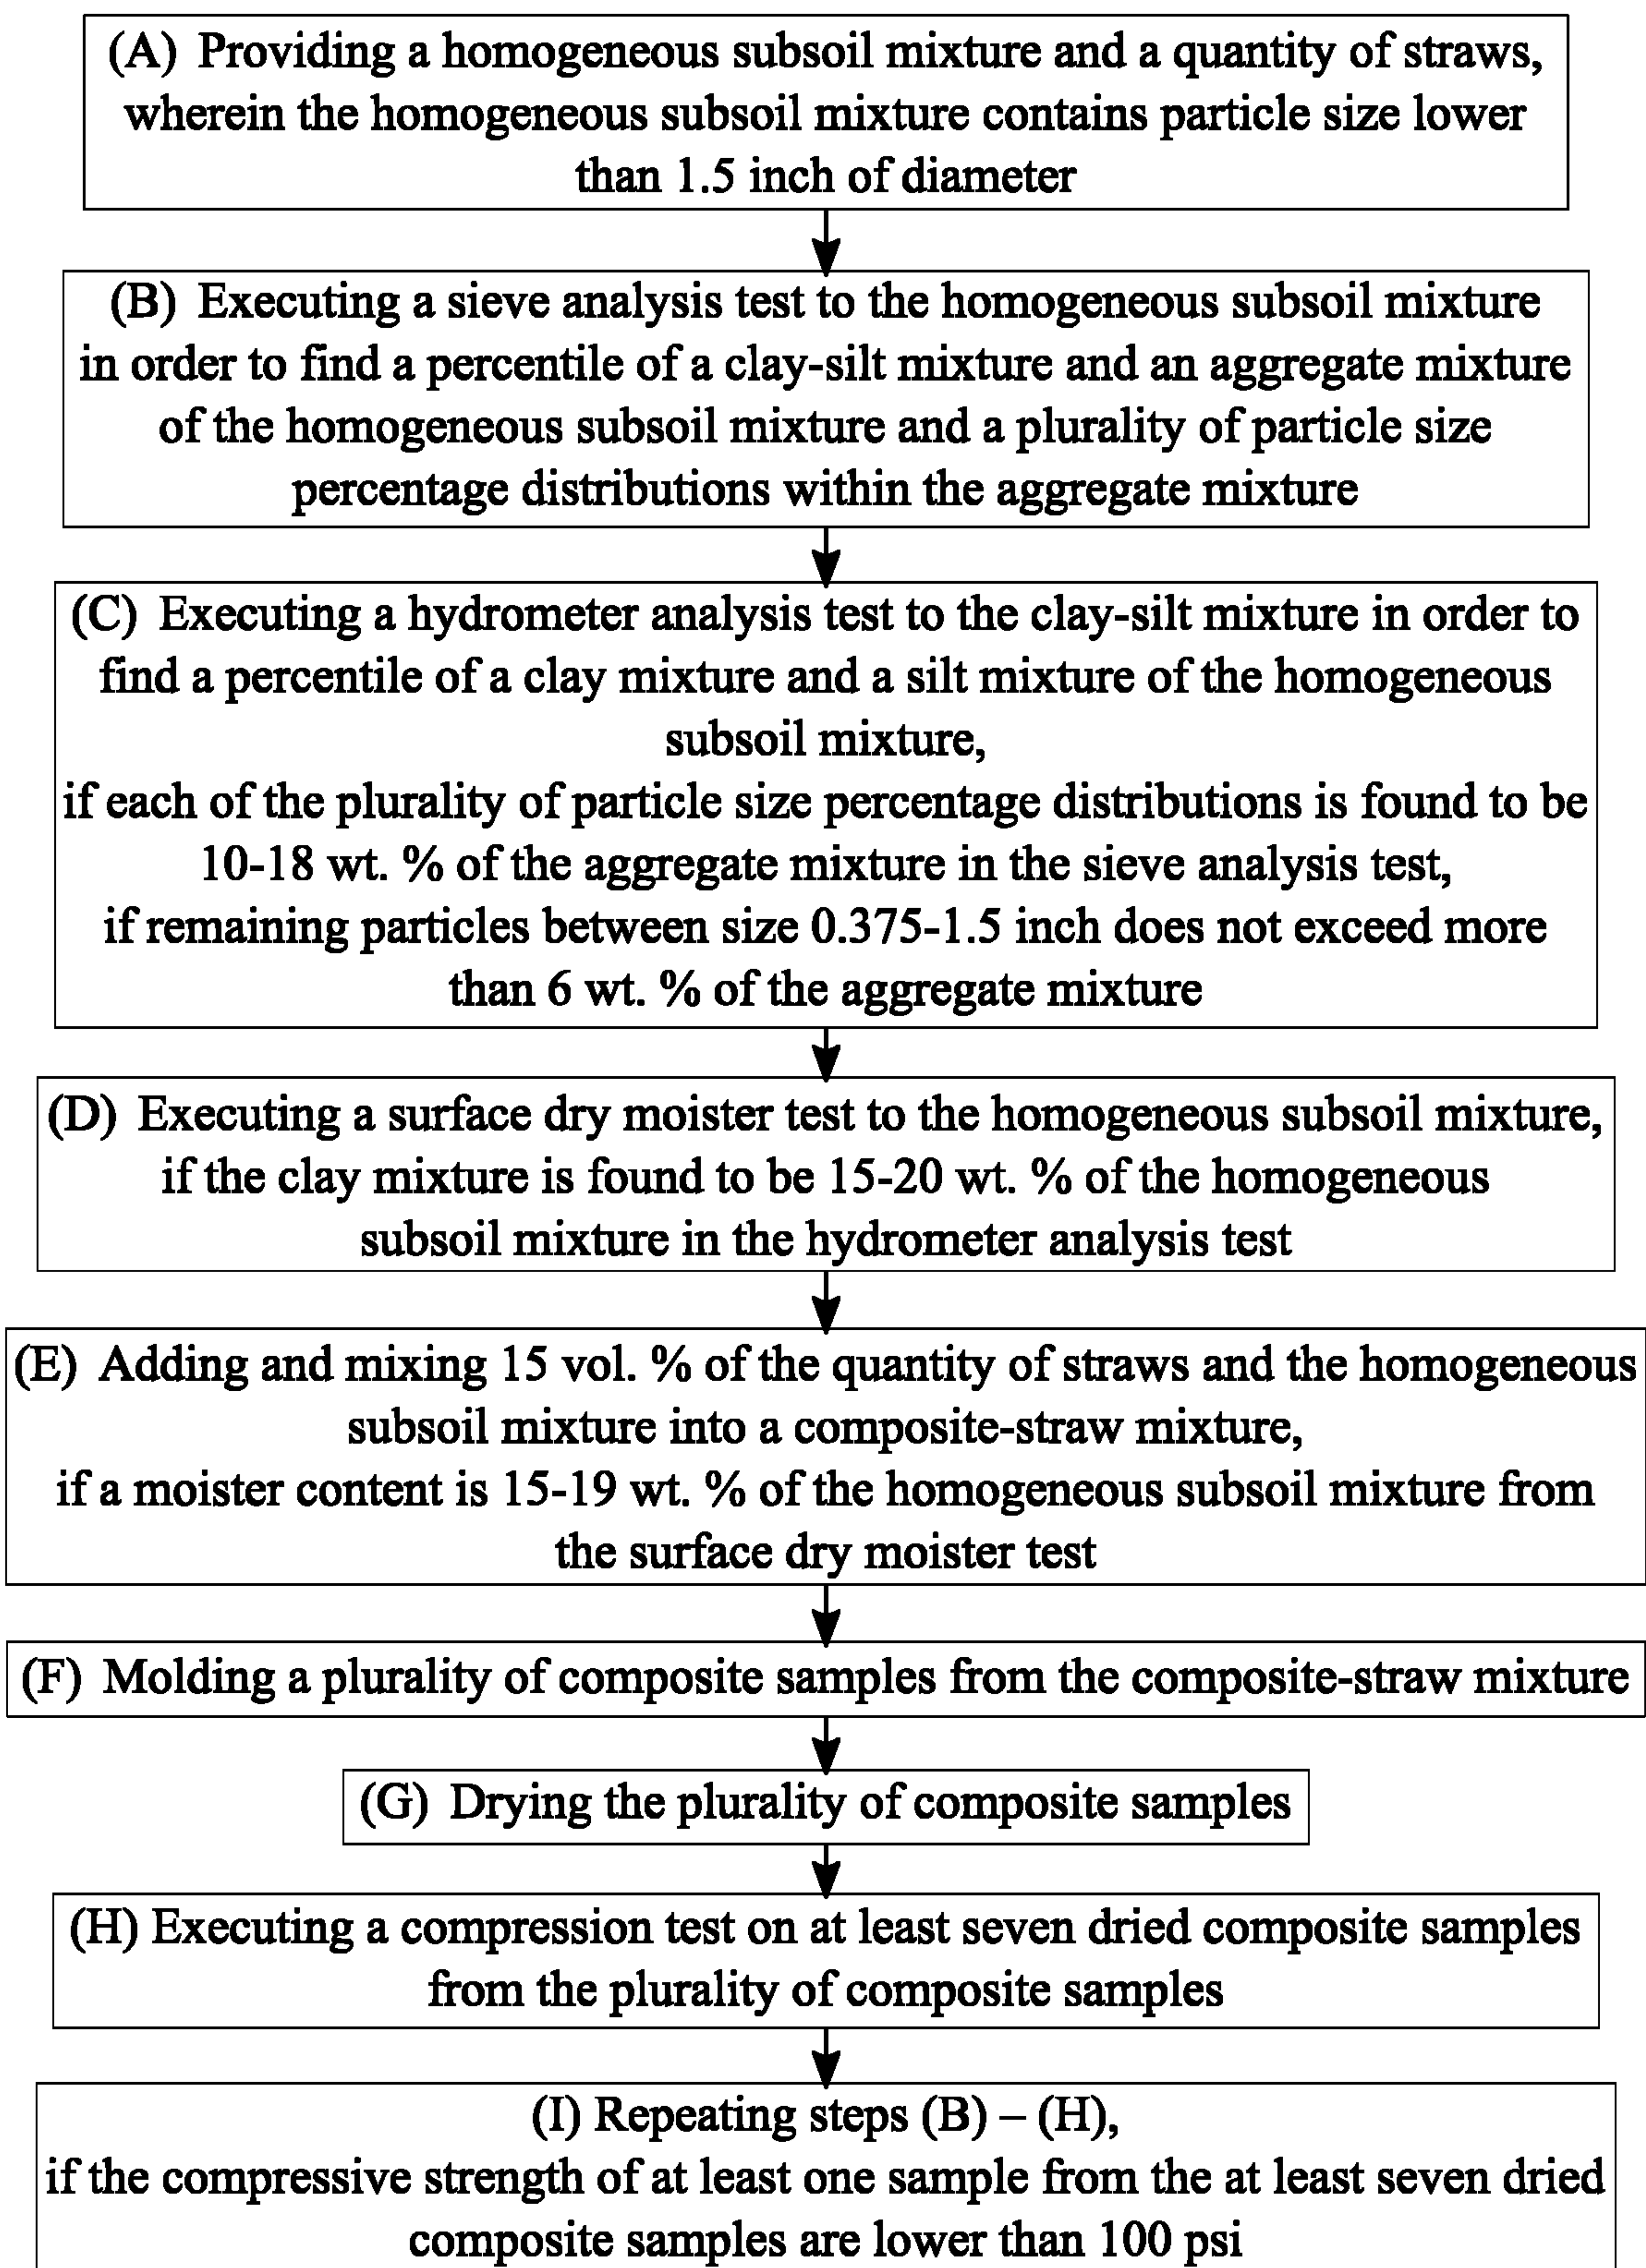 (A) Providing a homogeneous subsoil mixture and a quantity of straws,
wherein the homogeneous subsoil mixture contains particle size lower
than 1.5 inch of diameter
(B) Executing a sieve analysis test to the homogeneous subsoil mixture
in order to find a percentile of a clay-silt mixture and an aggregate mixture
of the homogeneous subsoil mixture and a plurality of particle size
percentage distributions within the aggregate mixture
(C) Executing a hydrometer analysis test to the clay-silt mixture in order to
find a percentile of a clay mixture and a silt mixture of the homogeneous
subsoil mixture,
if each of the plurality of particle size percentage distributions is found to be
10-18 wt. % of the aggregate mixture in the sieve analysis test,
if remaining particles between size 0.375-1.5 inch does not exceed more
than 6 wt. % of the aggregate mixture
(D) Executing a surface dry moister test to the homogeneous subsoil mixture,
if the clay mixture is found to be 15-20 wt. % of the homogeneous
subsoil mixture in the hydrometer analysis test
(E) Adding and mixing 15 vol. % of the quantity of straws and the homogeneous
subsoil mixture into a composite-straw mixture,
if a moister content is 15-19 wt. % of the homogeneous subsoil mixture from
the surface dry moister test
(F) Molding a plurality of composite samples from the composite-straw mixture
(G) Drying the plurality of composite samples
(H) Executing a compression test on at least seven dried composite samples
from the plurality of composite samples
(I) Repeating steps (B) – (H),
if the compressive strength of at least one sample from the at least seven dried
composite samples are lower than 100 psi